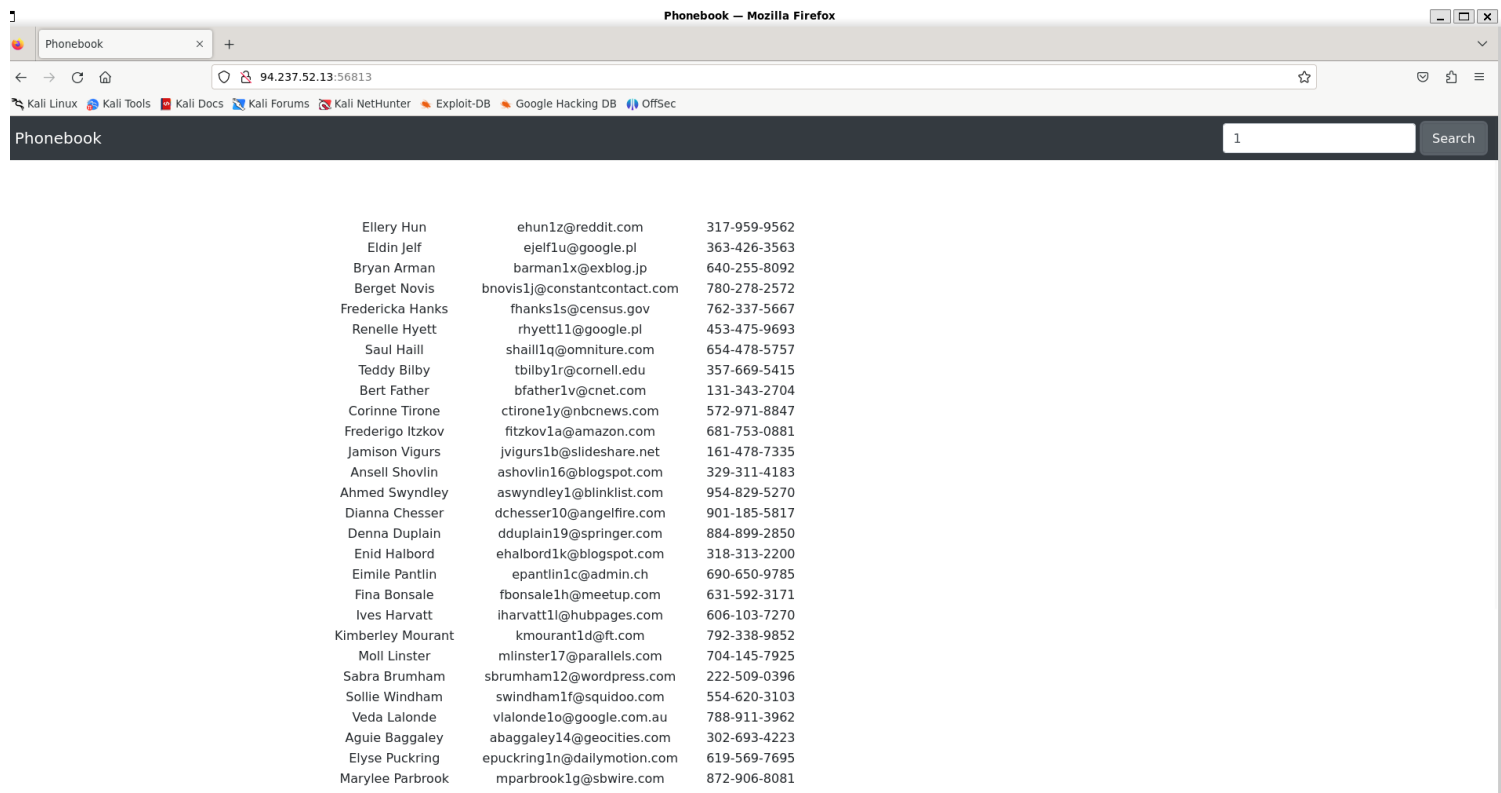 Phonebook — Mozilla Firefox
Phonebook
94.237.52.13:56813
Kali Linux Kali Tools Kali Docs Kali Forums Kali NetHunter Exploit-DB Google Hacking DB OffSec
Phonebook 1 Search
Ellery Hun ehun1z@reddit.com 317-959-9562
Eldin Jelf ejelf1u@google.pl 363-426-3563
Bryan Arman barman1x@exblog.jp 640-255-8092
Berget Novis bnovis1j@constantcontact.com 780-278-2572
Fredericka Hanks fhanks1s@census.gov 762-337-5667
Renelle Hyett rhyett11@google.pl 453-475-9693
Saul Haill shaill1q@omniture.com 654-478-5757
Teddy Bilby tbilby1r@cornell.edu 357-669-5415
Bert Father bfather1v@cnet.com 131-343-2704
Corinne Tirone ctirone1y@nbcnews.com 572-971-8847
Frederigo Itzkov fitzkov1a@amazon.com 681-753-0881
Jamison Vigurs jvigurs1b@slideshare.net 161-478-7335
Ansell Shovlin ashovlin16@blogspot.com 329-311-4183
Ahmed Swyndley aswyndley1@blinklist.com 954-829-5270
Dianna Chesser dchesser10@angelfire.com 901-185-5817
Denna Duplain dduplain19@springer.com 884-899-2850
Enid Halbord ehalbord1k@blogspot.com 318-313-2200
Eimile Pantlin epantlin1c@admin.ch 690-650-9785
Fina Bonsale fbonsale1h@meetup.com 631-592-3171
Ives Harvatt iharvatt1l@hubpages.com 606-103-7270
Kimberley Mourant kmourant1d@ft.com 792-338-9852
Moll Linster mlinster17@parallels.com 704-145-7925
Sabra Brumham sbrumham12@wordpress.com 222-509-0396
Sollie Windham swindham1f@squidoo.com 554-620-3103
Veda Lalonde vlalonde1o@google.com.au 788-911-3962
Aguie Baggaley abaggaley14@geocities.com 302-693-4223
Elyse Puckring epuckring1n@dailymotion.com 619-569-7695
Marylee Parbrook mparbrook1g@sbwire.com 872-906-8081